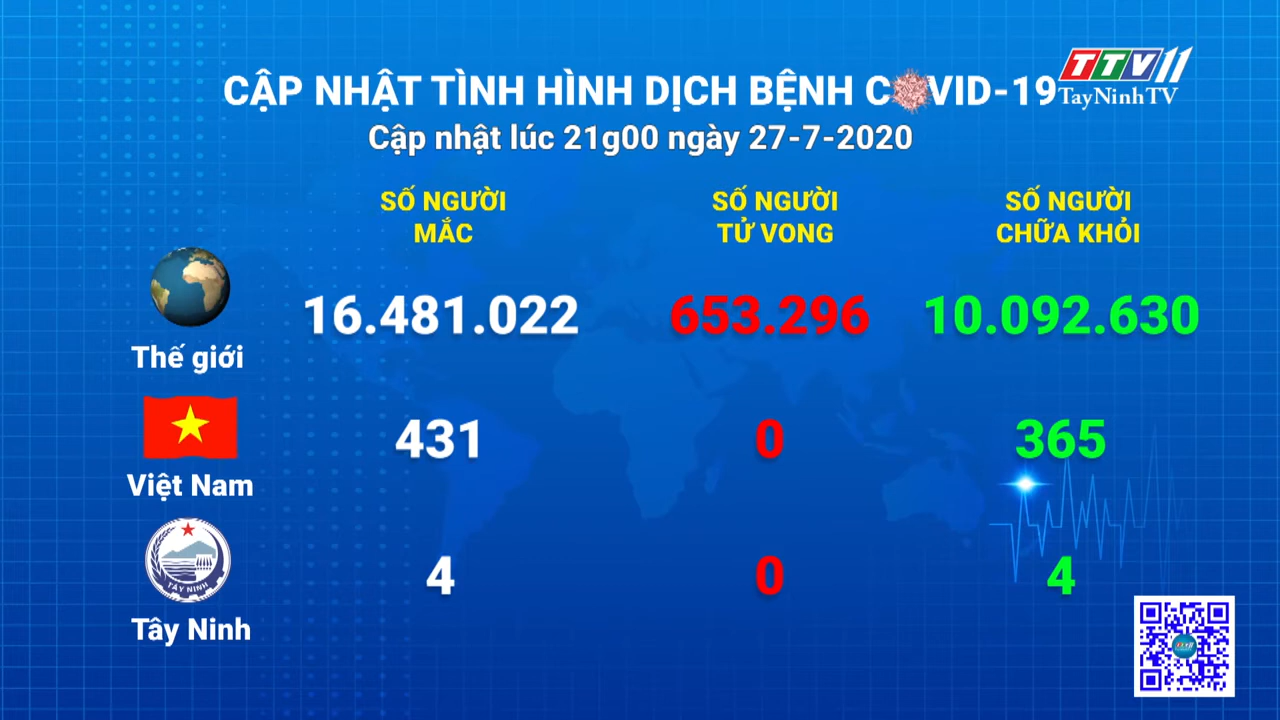 CẬP NHẬT TÌNH HÌNH DỊCH BỆNH COVID-19
TTV11
TayNinhTV
Cập nhật lúc 21g00 ngày 27-7-2020
SỐ NGƯỜI MẮC
SỐ NGƯỜI TỬ VONG
SỐ NGƯỜI CHỮA KHỎI
Thế giới
16.481.022
653.296
10.092.630
Việt Nam
431
0
365
TÂY NINH
Tây Ninh
4
0
4